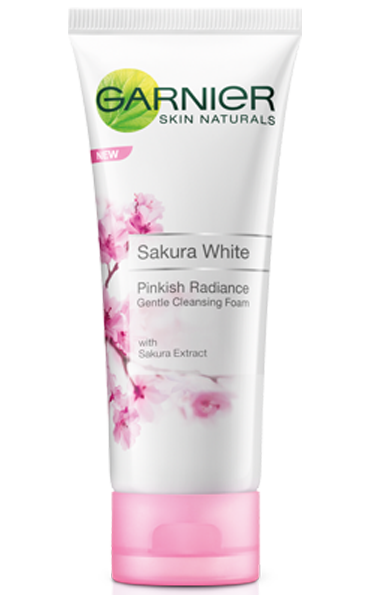 GARNIER
SKIN NATURALS
NEW
Sakura White
Pinkish Radiance
Gentle Cleansing Foam
with
Sakura Extract